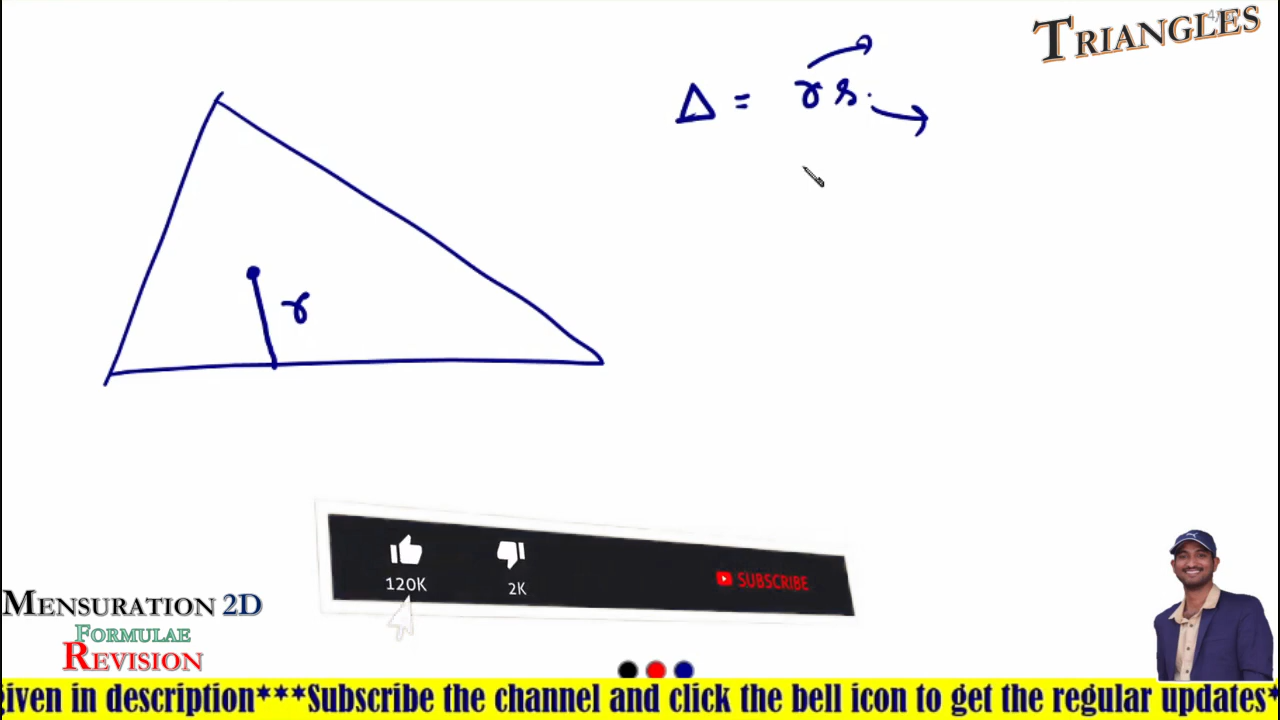 TRIANGLES
Δ = r s.
r
120K
2K
SUBSCRIBE
MENSURATION 2D
FORMULAE
REVISION
given in description***Subscribe the channel and click the bell icon to get the regular updates*